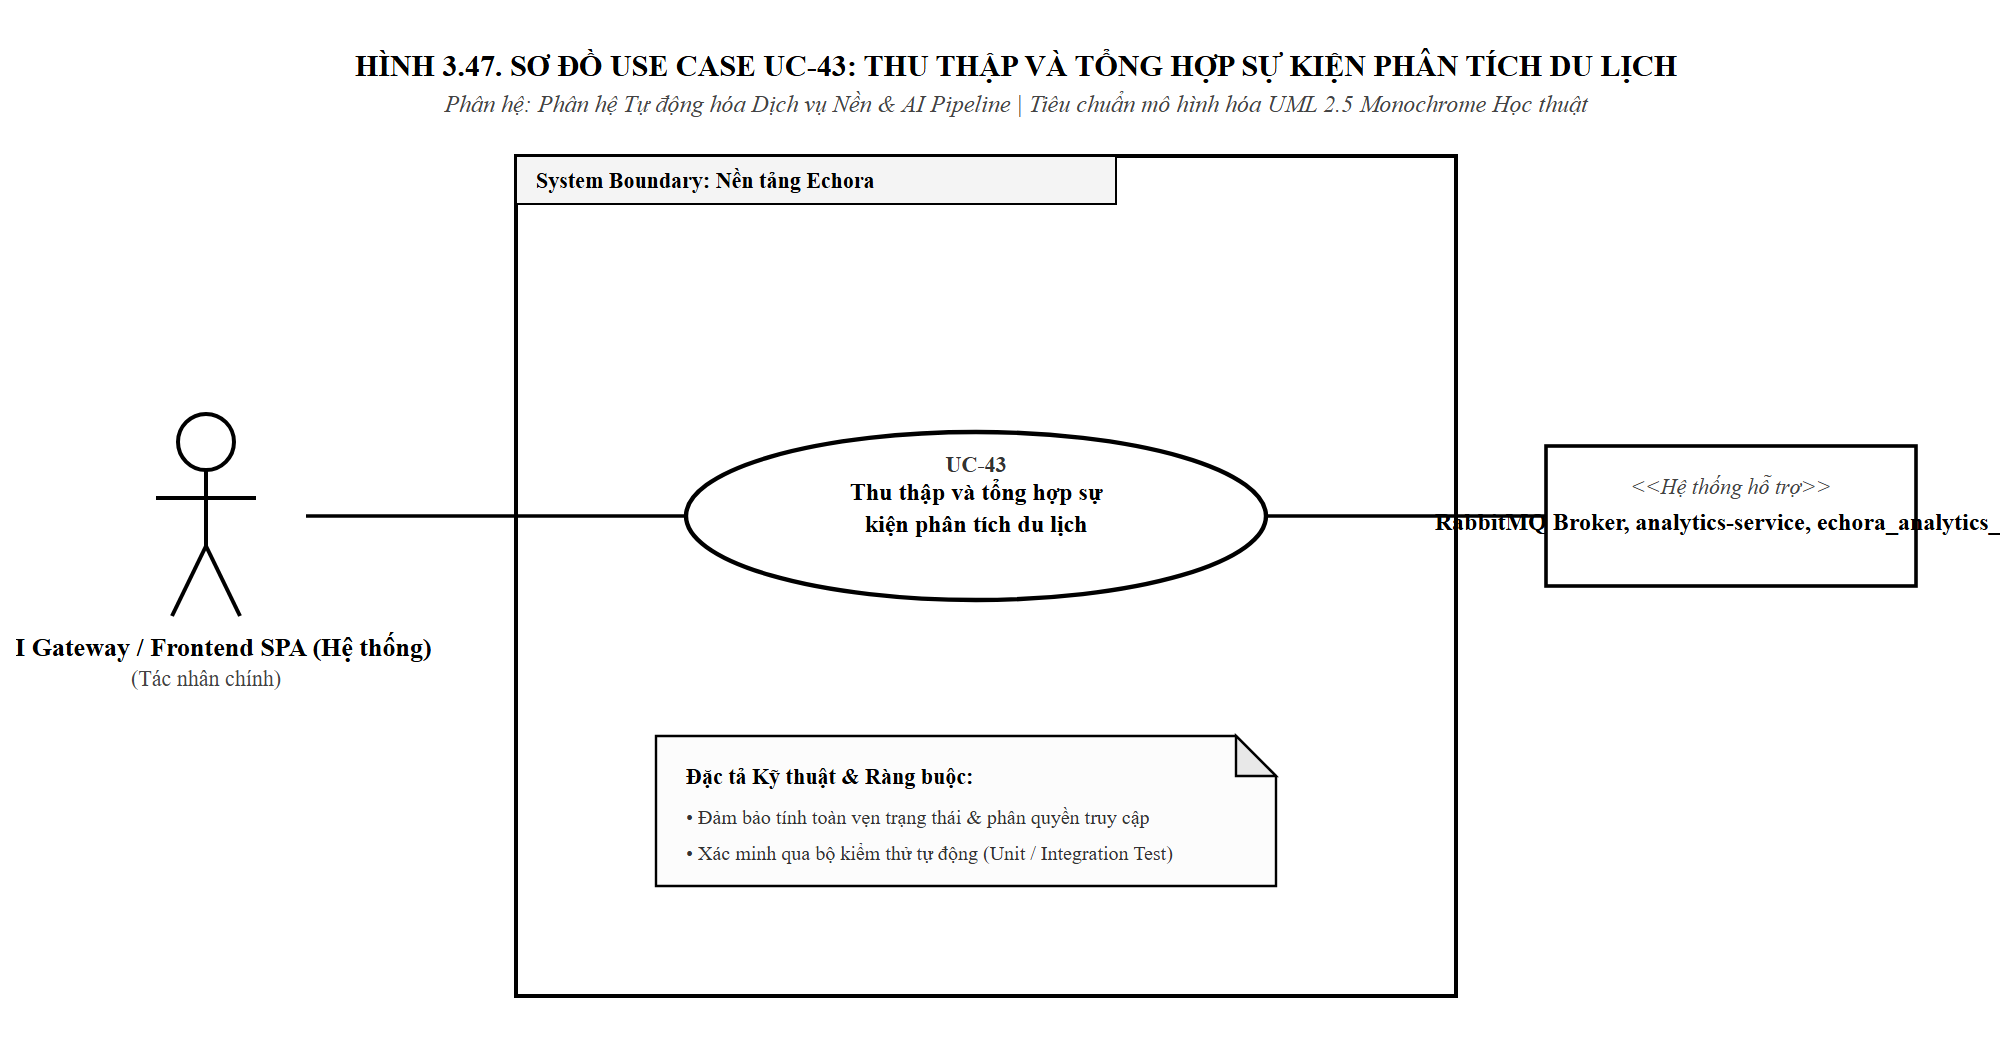 HÌNH 3.47. SƠ ĐỒ USE CASE UC-43: THU THẬP VÀ TỔNG HỢP SỰ KIỆN PHÂN TÍCH DU LỊCH
Phân hệ: Phân hệ Tự động hóa Dịch vụ Nền & AI Pipeline | Tiêu chuẩn mô hình hóa UML 2.5 Monochrome Học thuật
System Boundary: Nền tảng Echora
UC-43
Thu thập và tổng hợp sự
kiện phân tích du lịch
<<Hệ thống hỗ trợ>>
RabbitMQ Broker, analytics-service, echora_analytics_
I Gateway / Frontend SPA (Hệ thống)
(Tác nhân chính)
Đặc tả Kỹ thuật & Ràng buộc:
• Đảm bảo tính toàn vẹn trạng thái & phân quyền truy cập
• Xác minh qua bộ kiểm thử tự động (Unit / Integration Test)